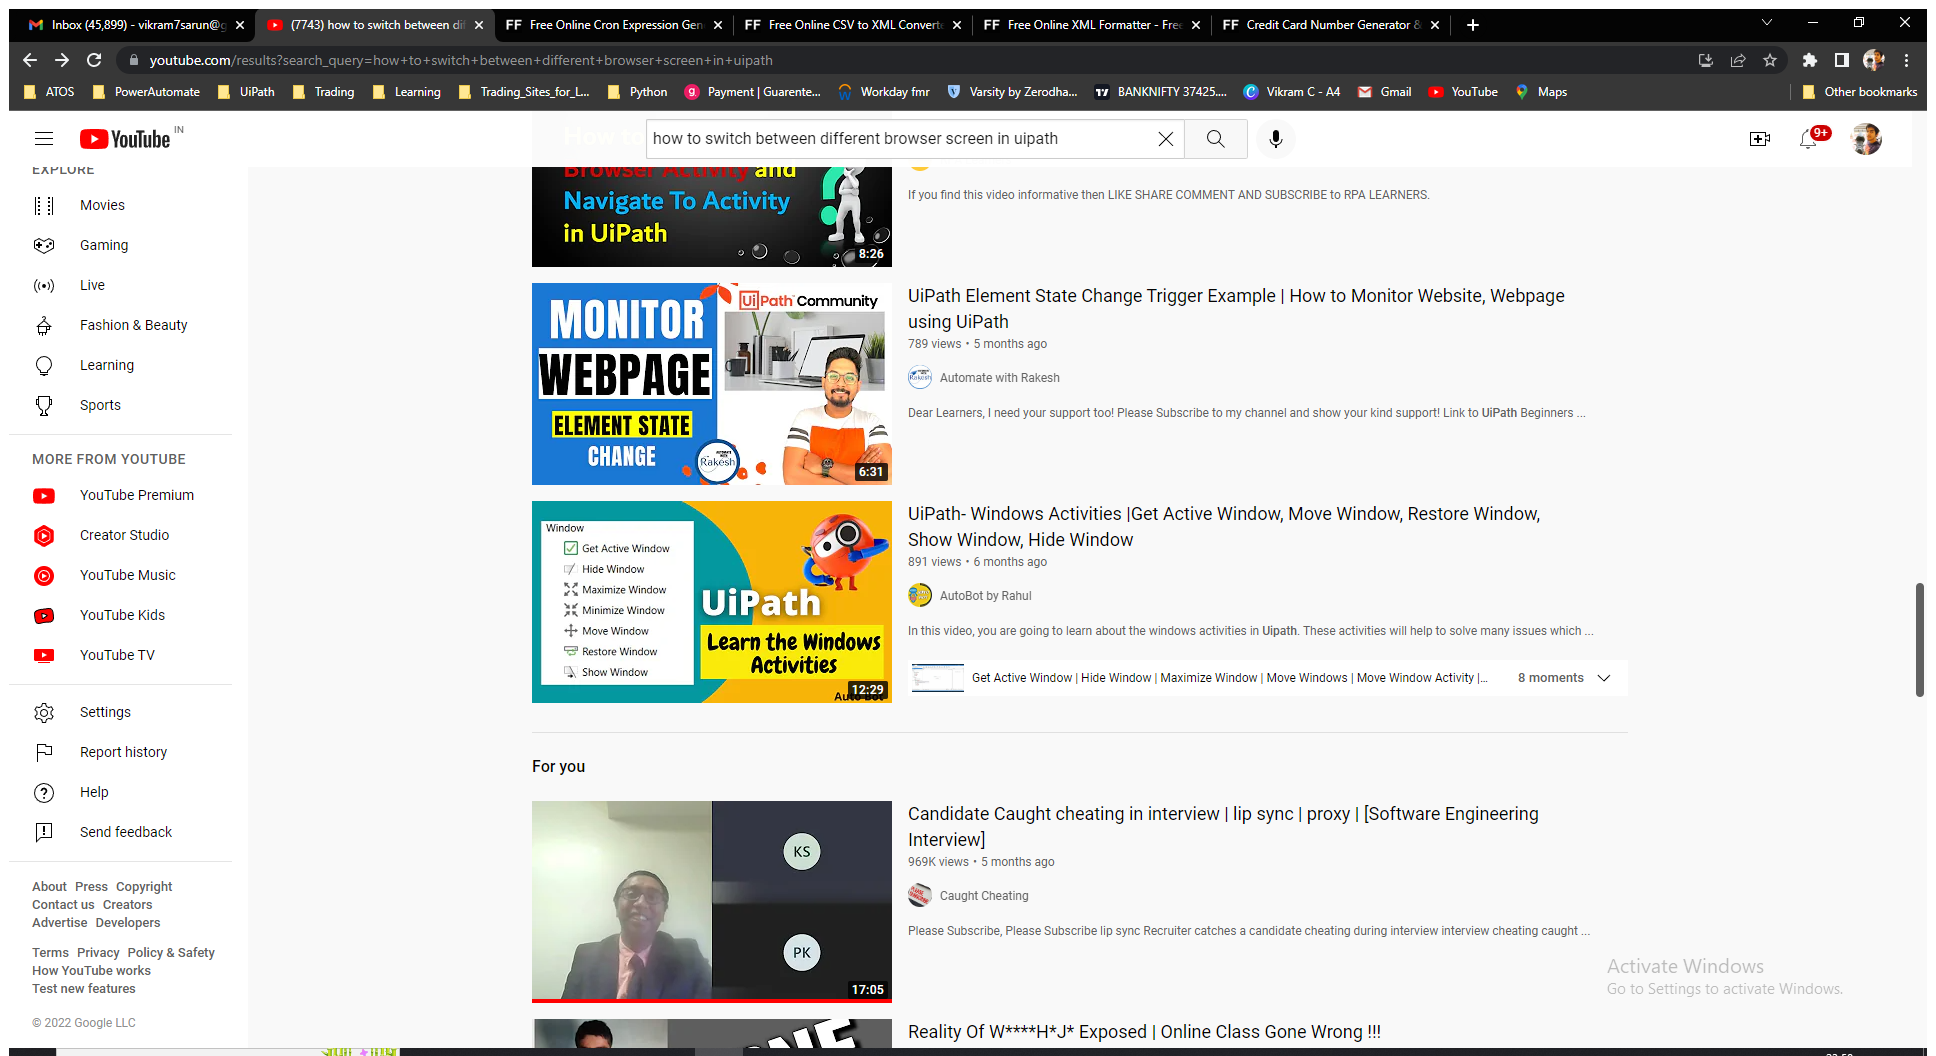 Inbox (45,899) - vikram7sarun@g
(7743) how to switch between dif
FF Free Online Cron Expression Gen
FF Free Online CSV to XML Converte
FF Free Online XML Formatter - Free
FF Credit Card Number Generator &
youtube.com/results?search_query=how+to+switch+between+different+browser+screen+in+uipath
ATOS
PowerAutomate
UiPath
Trading
Learning
Trading_Sites_for_L...
Python
Payment | Guarente...
Workday fmr
Varsity by Zerodha...
BANKNIFTY 37425....
Vikram C - A4
Gmail
YouTube
Maps
Other bookmarks
YouTube IN
how to switch between different browser screen in uipath
9+
EXPLORE
Movies
Gaming
Live
Fashion & Beauty
Learning
Sports
MORE FROM YOUTUBE
YouTube Premium
Creator Studio
YouTube Music
YouTube Kids
YouTube TV
Settings
Report history
Help
Send feedback
About Press Copyright
Contact us Creators
Advertise Developers
Terms Privacy Policy & Safety
How YouTube works
Test new features
© 2022 Google LLC
Browser Activity and
Navigate To Activity
in UiPath
8:26
If you find this video informative then LIKE SHARE COMMENT AND SUBSCRIBE to RPA LEARNERS.
MONITOR
WEBPAGE
ELEMENT STATE
CHANGE
UiPath Community
Rakesh
6:31
UiPath Element State Change Trigger Example | How to Monitor Website, Webpage
using UiPath
789 views • 5 months ago
Automate with Rakesh
Dear Learners, I need your support too! Please Subscribe to my channel and show your kind support! Link to UiPath Beginners ...
Window
Get Active Window
Hide Window
Maximize Window
Minimize Window
Move Window
Restore Window
Show Window
UiPath
Learn the Windows
Activities
12:29
UiPath- Windows Activities |Get Active Window, Move Window, Restore Window,
Show Window, Hide Window
891 views • 6 months ago
AutoBot by Rahul
In this video, you are going to learn about the windows activities in Uipath. These activities will help to solve many issues which ...
Get Active Window | Hide Window | Maximize Window | Move Windows | Move Window Activity |...
8 moments
For you
KS
PK
17:05
Candidate Caught cheating in interview | lip sync | proxy | [Software Engineering
Interview]
969K views • 5 months ago
Caught Cheating
Please Subscribe, Please Subscribe lip sync Recruiter catches a candidate cheating during interview interview cheating caught ...
Reality Of W****H*J* Exposed | Online Class Gone Wrong !!!
Activate Windows
Go to Settings to activate Windows.